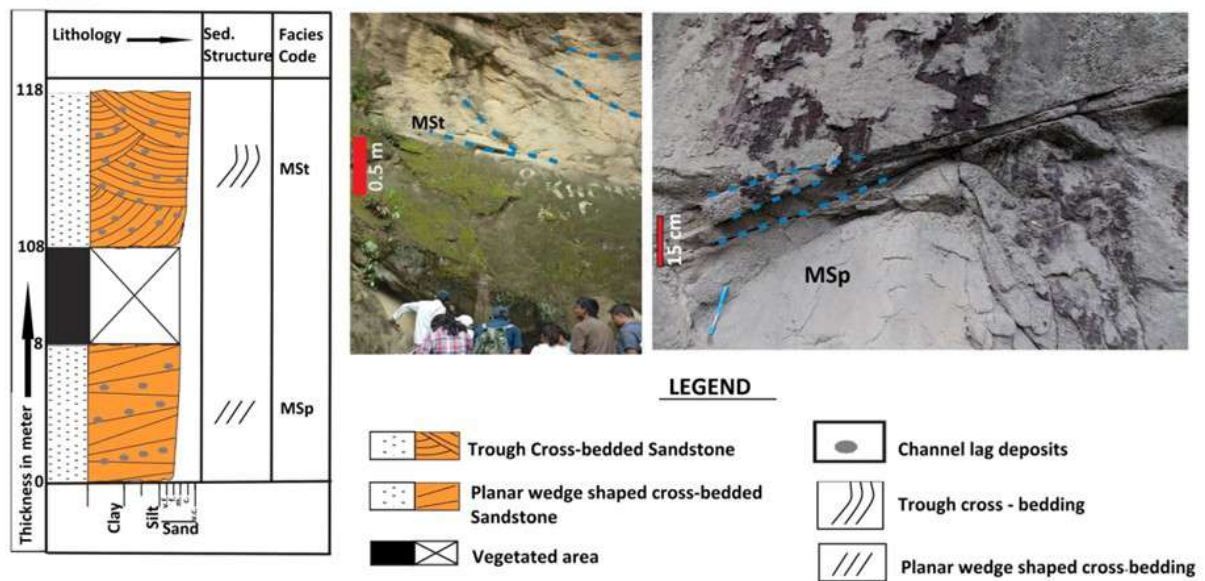 Lithology
Sed.
Structure
Facies
Code
118
MSt
108
8
MSp
0
Thickness in meter
Clay
Silt
Sand
v.c.
MSt
0.5 m
MSp
15 cm
LEGEND
Trough Cross-bedded Sandstone
Planar wedge shaped cross-bedded
Sandstone
Vegetated area
Channel lag deposits
Trough cross - bedding
Planar wedge shaped cross-bedding